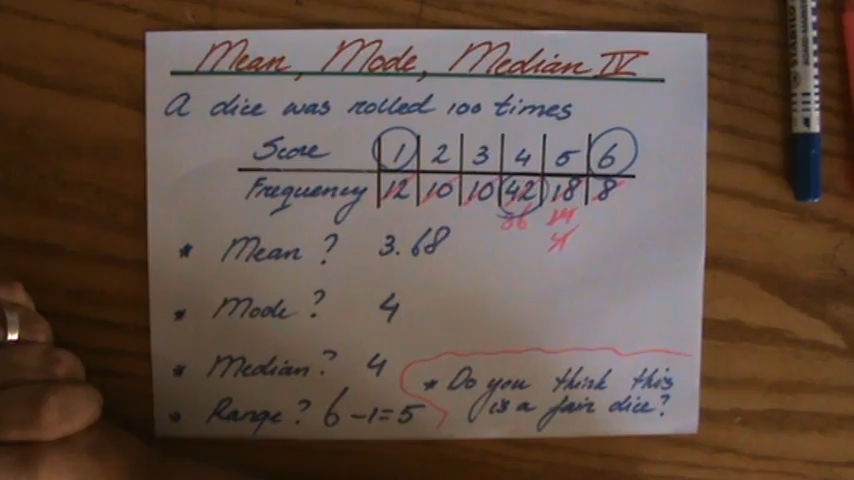 Mean, Mode, Median IV
A dice was rolled 100 times
Score 1 2 3 4 5 6
Frequency 12 10 10 42 18 8
* Mean? 3.68
* Mode? 4
* Median? 4
* Range? 6-1=5
* Do you think this
is a fair dice?